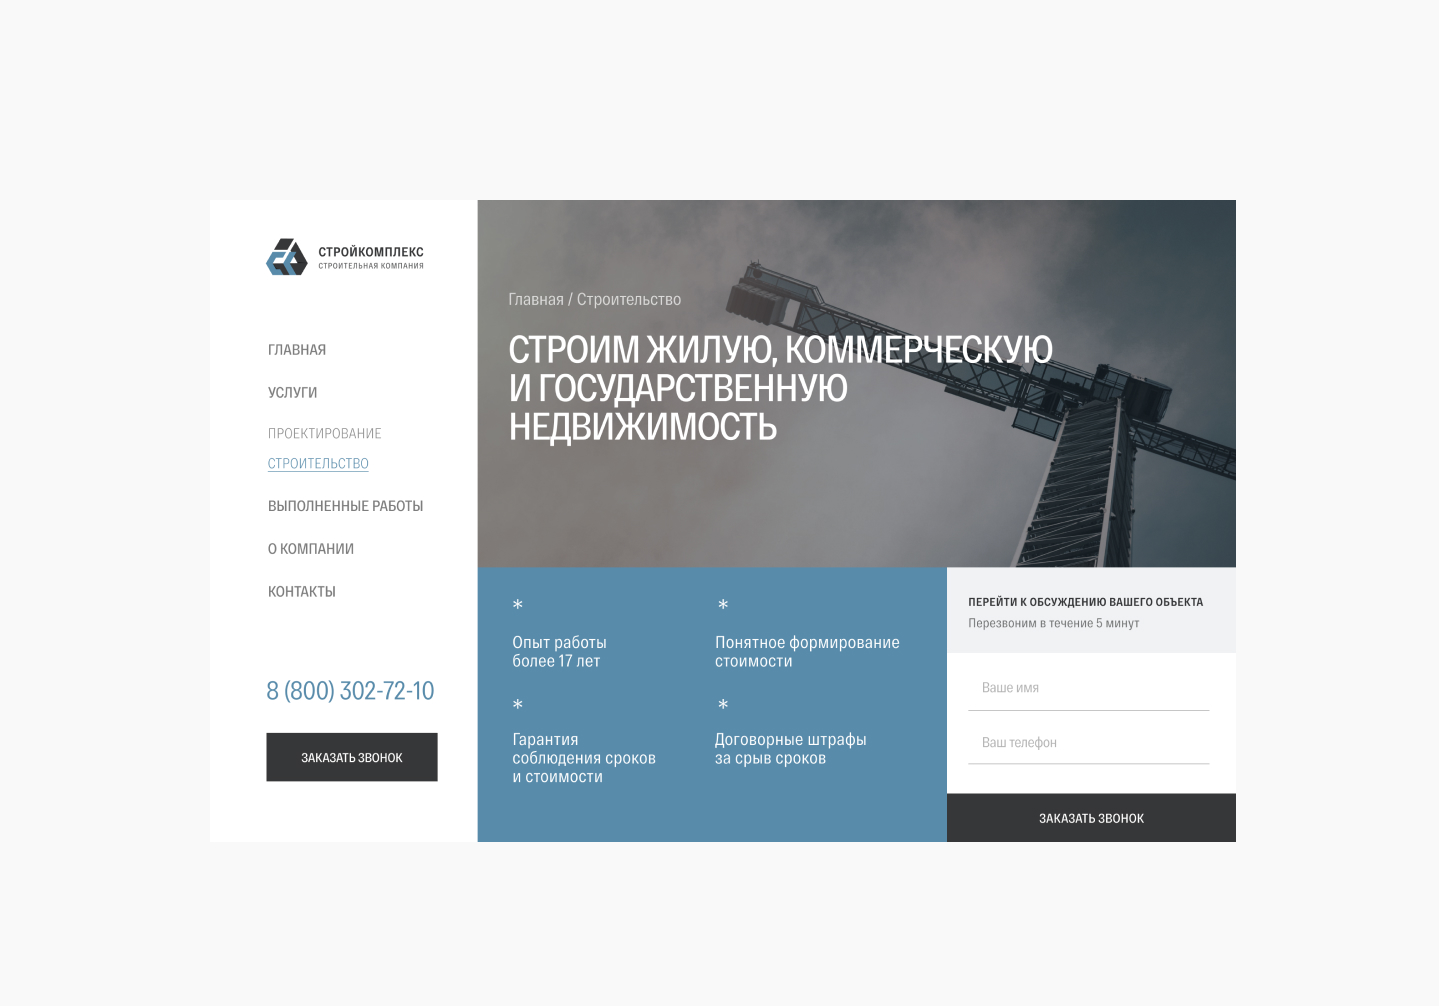 СТРОЙКОМПЛЕКС
СТРОИТЕЛЬНАЯ КОМПАНИЯ
ГЛАВНАЯ
УСЛУГИ
ПРОЕКТИРОВАНИЕ
СТРОИТЕЛЬСТВО
ВЫПОЛНЕННЫЕ РАБОТЫ
О КОМПАНИИ
КОНТАКТЫ
8 (800) 302-72-10
ЗАКАЗАТЬ ЗВОНОК
Главная / Строительство
СТРОИМ ЖИЛУЮ, КОММЕРЧЕСКУЮ
И ГОСУДАРСТВЕННУЮ
НЕДВИЖИМОСТЬ
*
Опыт работы
более 17 лет
*
Понятное формирование
стоимости
*
Гарантия
соблюдения сроков
и стоимости
*
Договорные штрафы
за срыв сроков
ПЕРЕЙТИ К ОБСУЖДЕНИЮ ВАШЕГО ОБЪЕКТА
Перезвоним в течение 5 минут
Ваше имя
Ваш телефон
ЗАКАЗАТЬ ЗВОНОК